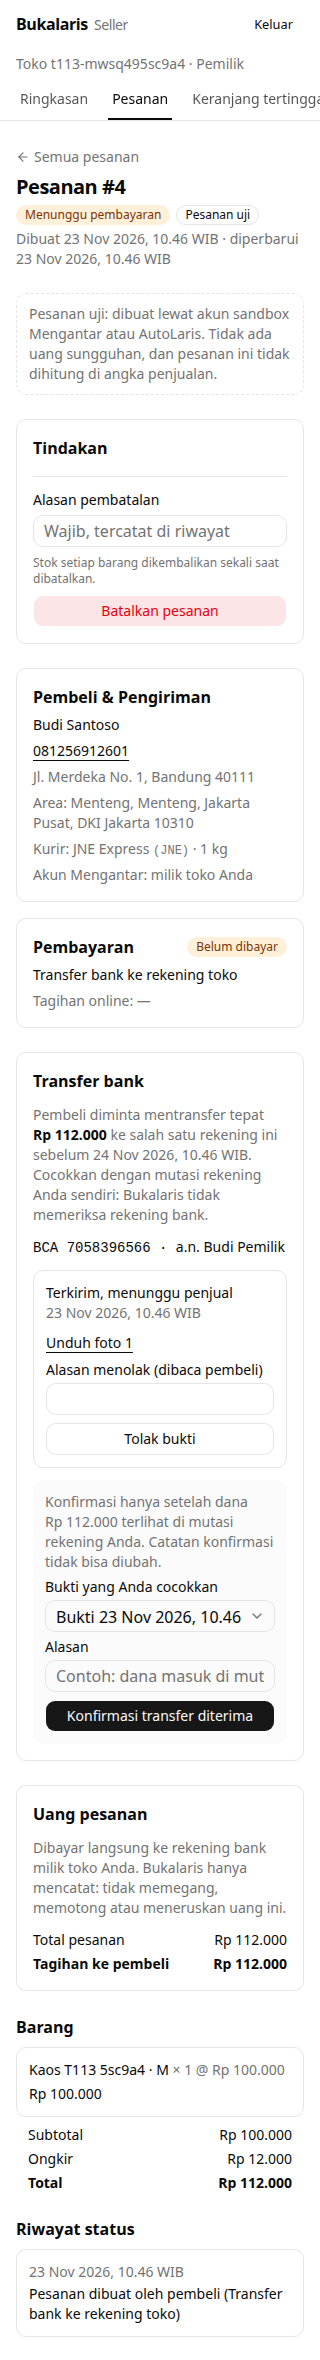 Bukalaris Seller
Keluar
Toko t113-mwsq495sc9a4 · Pemilik
Ringkasan
Pesanan
Keranjang tertingga
← Semua pesanan
Pesanan #4
Menunggu pembayaran
Pesanan uji
Dibuat 23 Nov 2026, 10.46 WIB · diperbarui
23 Nov 2026, 10.46 WIB
Pesanan uji: dibuat lewat akun sandbox
Mengantar atau AutoLaris. Tidak ada
uang sungguhan, dan pesanan ini tidak
dihitung di angka penjualan.
Tindakan
Alasan pembatalan
Wajib, tercatat di riwayat
Stok setiap barang dikembalikan sekali saat
dibatalkan.
Batalkan pesanan
Pembeli & Pengiriman
Budi Santoso
081256912601
Jl. Merdeka No. 1, Bandung 40111
Area: Menteng, Menteng, Jakarta
Pusat, DKI Jakarta 10310
Kurir: JNE Express (JNE) · 1 kg
Akun Mengantar: milik toko Anda
Pembayaran
Belum dibayar
Transfer bank ke rekening toko
Tagihan online: —
Transfer bank
Pembeli diminta mentransfer tepat
Rp 112.000 ke salah satu rekening ini
sebelum 24 Nov 2026, 10.46 WIB.
Cocokkan dengan mutasi rekening
Anda sendiri: Bukalaris tidak
memeriksa rekening bank.
BCA 7058396566 · a.n. Budi Pemilik
Terkirim, menunggu penjual
23 Nov 2026, 10.46 WIB
Unduh foto 1
Alasan menolak (dibaca pembeli)
Tolak bukti
Konfirmasi hanya setelah dana
Rp 112.000 terlihat di mutasi
rekening Anda. Catatan konfirmasi
tidak bisa diubah.
Bukti yang Anda cocokkan
Bukti 23 Nov 2026, 10.46
Alasan
Contoh: dana masuk di mut
Konfirmasi transfer diterima
Uang pesanan
Dibayar langsung ke rekening bank
milik toko Anda. Bukalaris hanya
mencatat: tidak memegang,
memotong atau meneruskan uang ini.
Total pesanan Rp 112.000
Tagihan ke pembeli Rp 112.000
Barang
Kaos T113 5sc9a4 · M × 1 @ Rp 100.000
Rp 100.000
Subtotal Rp 100.000
Ongkir Rp 12.000
Total Rp 112.000
Riwayat status
23 Nov 2026, 10.46 WIB
Pesanan dibuat oleh pembeli (Transfer
bank ke rekening toko)